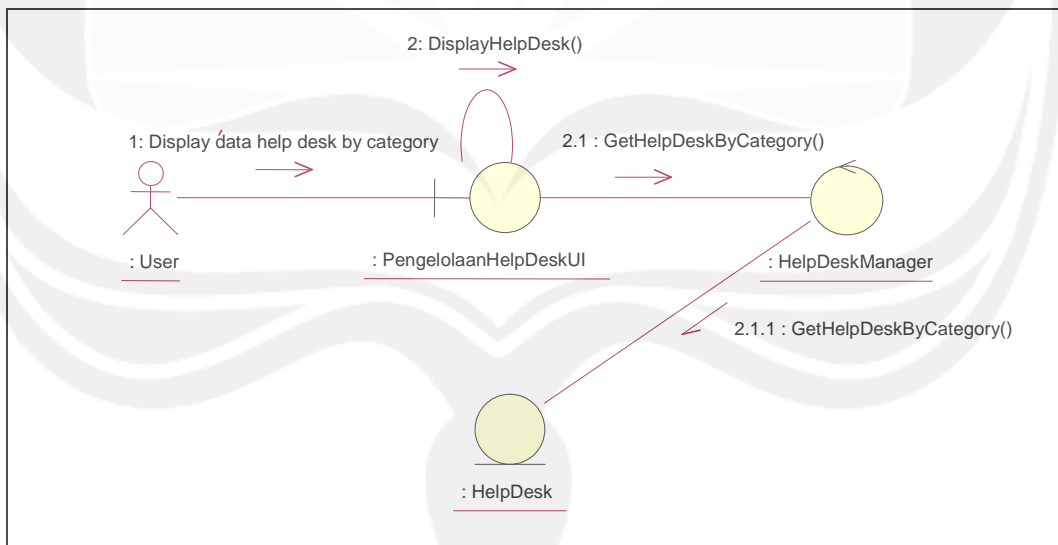 2: DisplayHelpDesk()
1: Display data help desk by category
2.1 : GetHelpDeskByCategory()
: User
: PengelolaanHelpDeskUI
: HelpDeskManager
2.1.1 : GetHelpDeskByCategory()
: HelpDesk